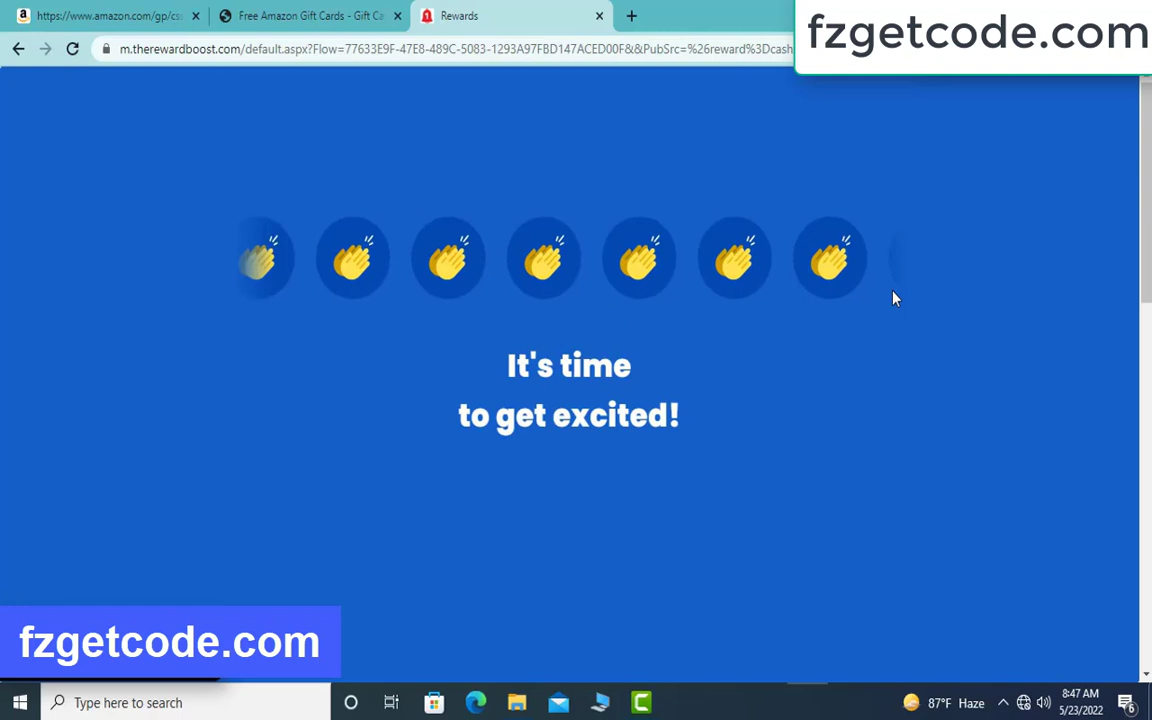 https://www.amazon.com/gp/cs
Free Amazon Gift Cards - Gift Ca
Rewards
m.therewardboost.com/default.aspx?Flow=77633E9F-47E8-489C-5083-1293A97FBD147ACED00F&&PubSrc=%26reward%3Dcash
fzgetcode.com
It's time
to get excited!
fzgetcode.com
Type here to search
87°F Haze
8:47 AM
5/23/2022
6